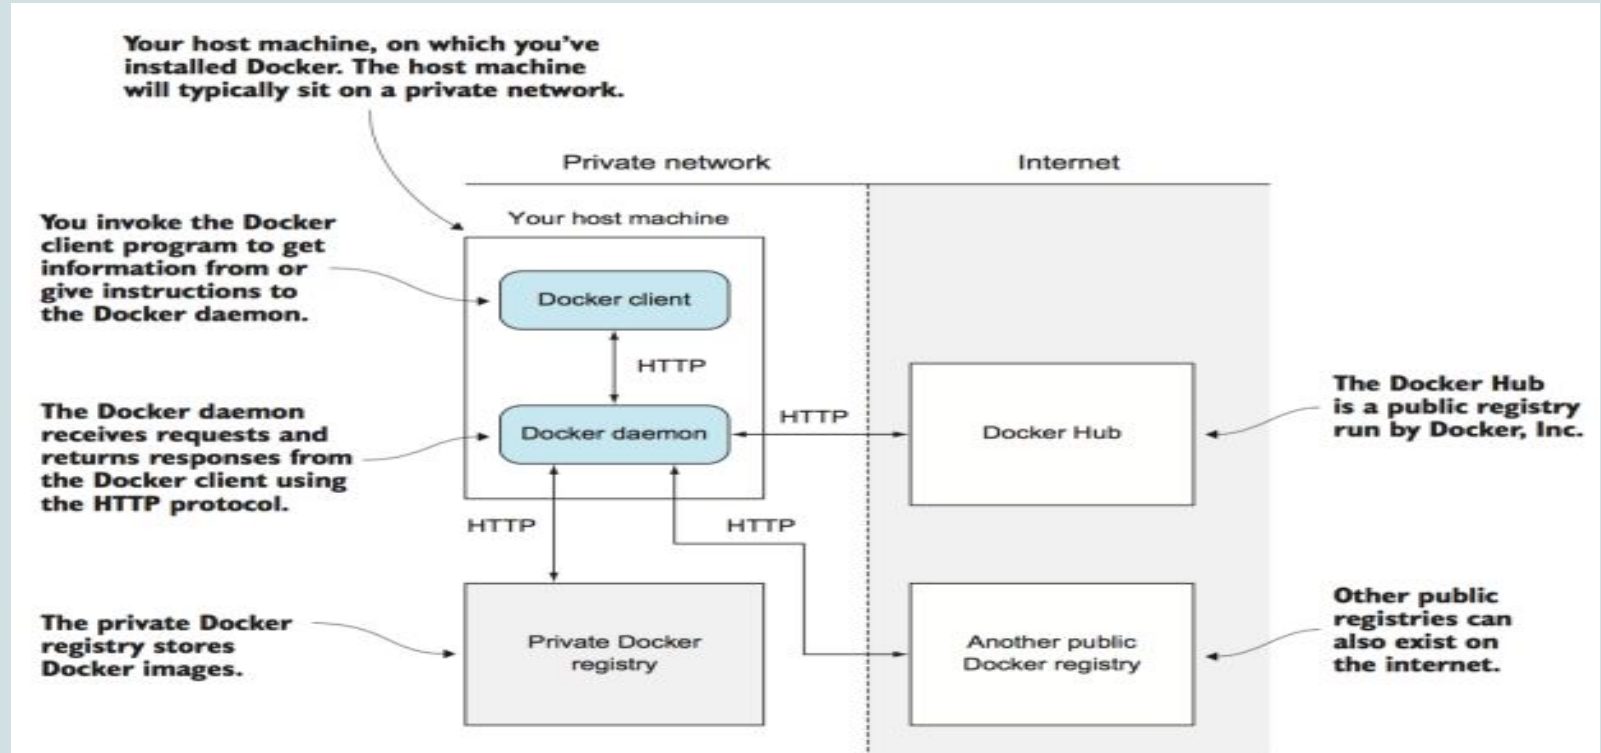 Your host machine, on which you've
installed Docker. The host machine
will typically sit on a private network.
Private network
Internet
Your host machine
You invoke the Docker
client program to get
information from or
give instructions to
the Docker daemon.
Docker client
HTTP
The Docker daemon
receives requests and
returns responses from
the Docker client using
the HTTP protocol.
Docker daemon
HTTP
Docker Hub
The Docker Hub
is a public registry
run by Docker, Inc.
HTTP
HTTP
The private Docker
registry stores
Docker images.
Private Docker
registry
Another public
Docker registry
Other public
registries can
also exist on
the internet.